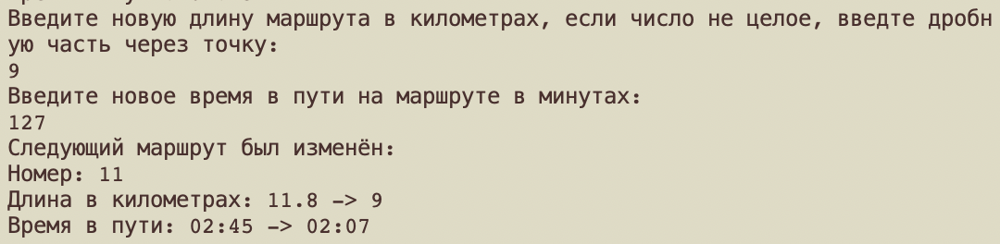 Введите новую длину маршрута в километрах, если число не целое, введте дробн
ую часть через точку:
9
Введите новое время в пути на маршруте в минутах:
127
Следующий маршрут был изменён:
Номер: 11
Длина в километрах: 11.8 -> 9
Время в пути: 02:45 -> 02:07